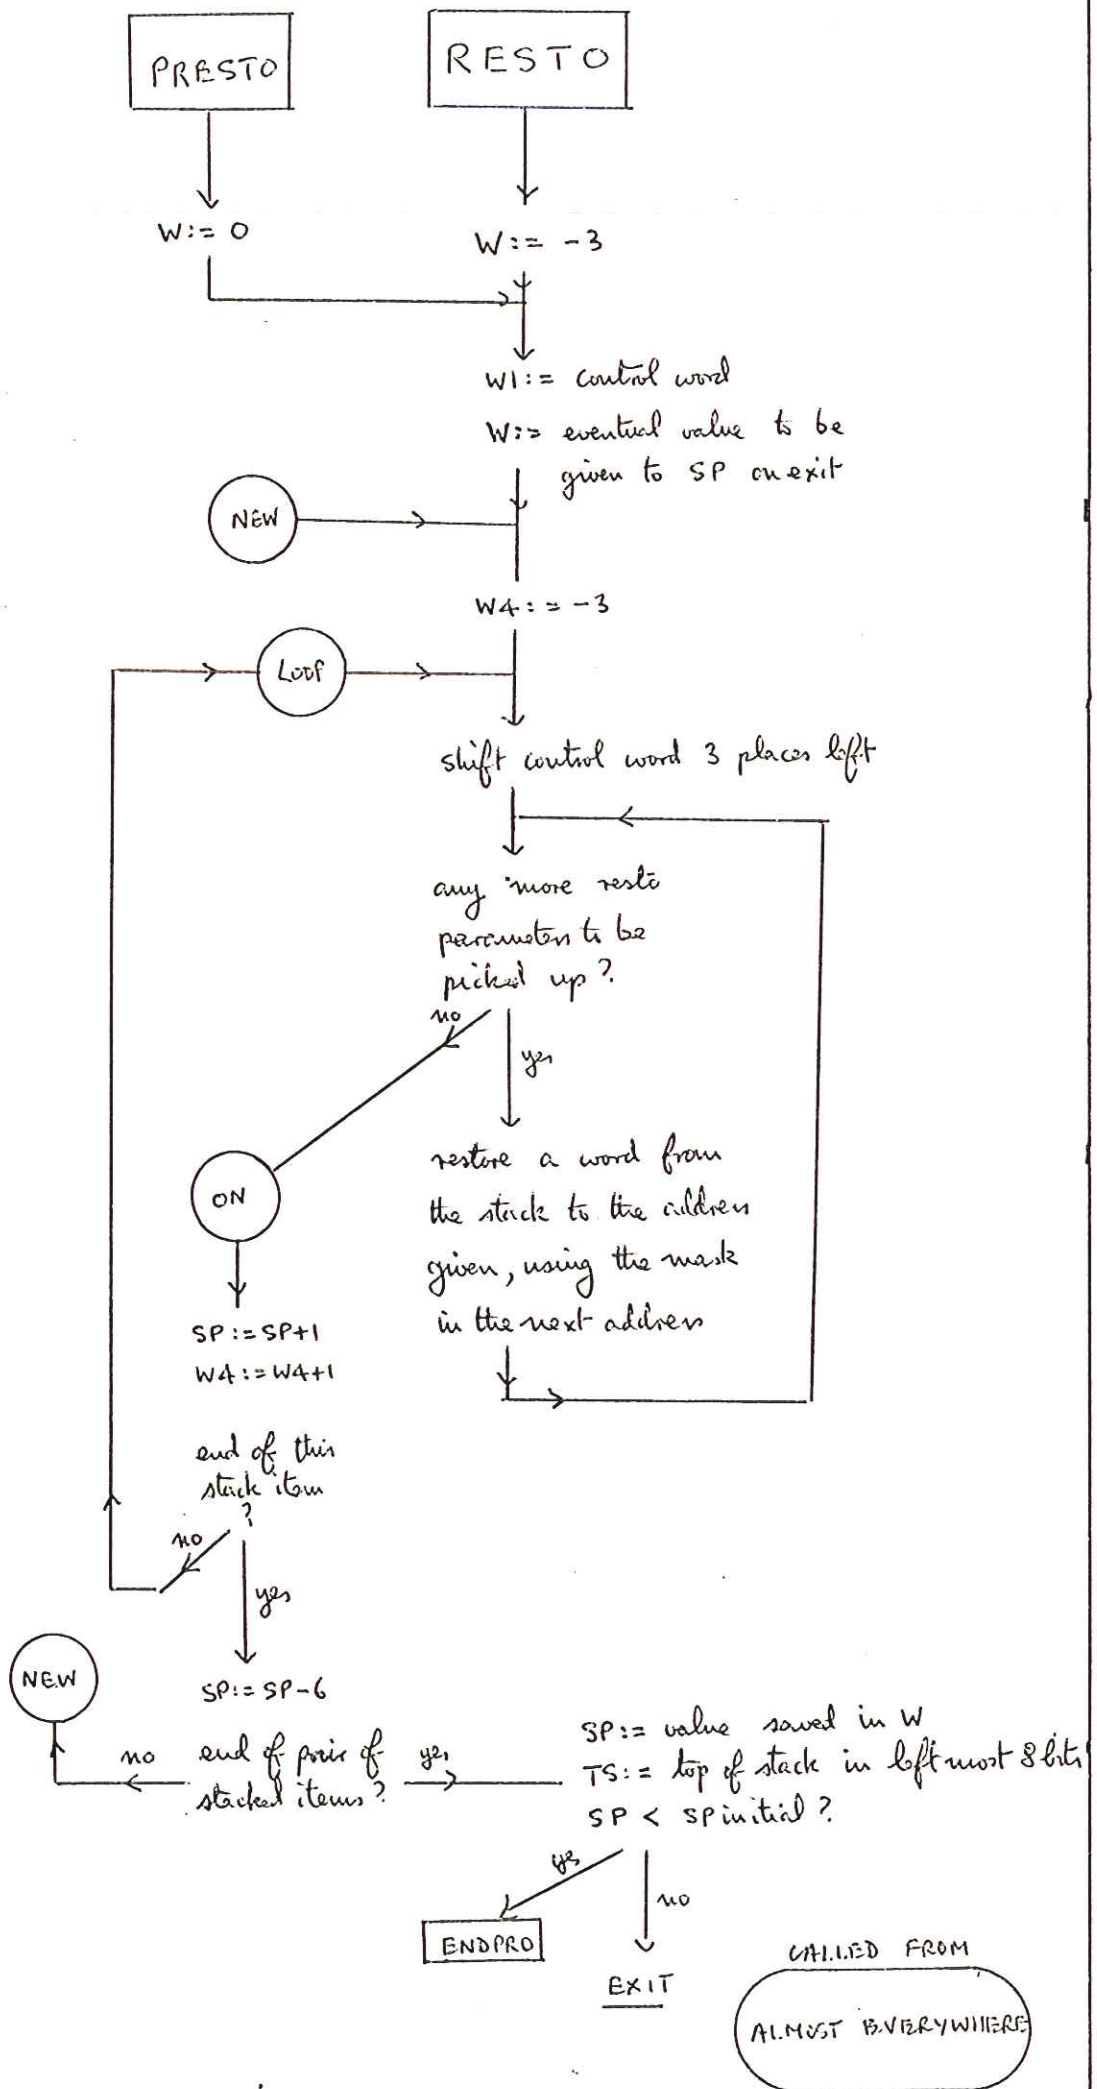 PRESTO
RESTO
W:= 0
W:= -3
W1:= control word
W:= eventual value to be
given to SP on exit
NEW
W4:= -3
LOOP
shift control word 3 places left
any more resto
parameters to be
picked up?
no
yes
ON
restore a word from
the stack to the address
given, using the mask
in the next address
SP:=SP+1
W4:=W4+1
end of this
stack item
?
no
yes
NEW
SP:= SP-6
no
end of pair of
stacked items?
yes
SP:= value saved in W
TS:= top of stack in leftmost 8 bits
SP < SP initial?
yes
no
ENDPRO
EXIT
CALLED FROM
ALMOST EVERYWHERE